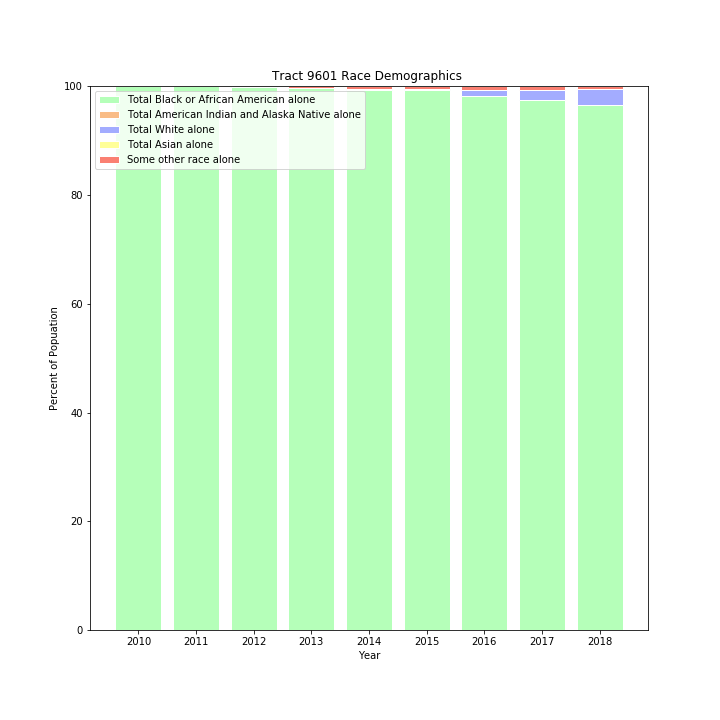 Tract 9601 Race Demographics
100
80
60
40
20
0
Percent of Popuation
Total Black or African American alone
Total American Indian and Alaska Native alone
Total White alone
Total Asian alone
Some other race alone
2010 2011 2012 2013 2014 2015 2016 2017 2018
Year